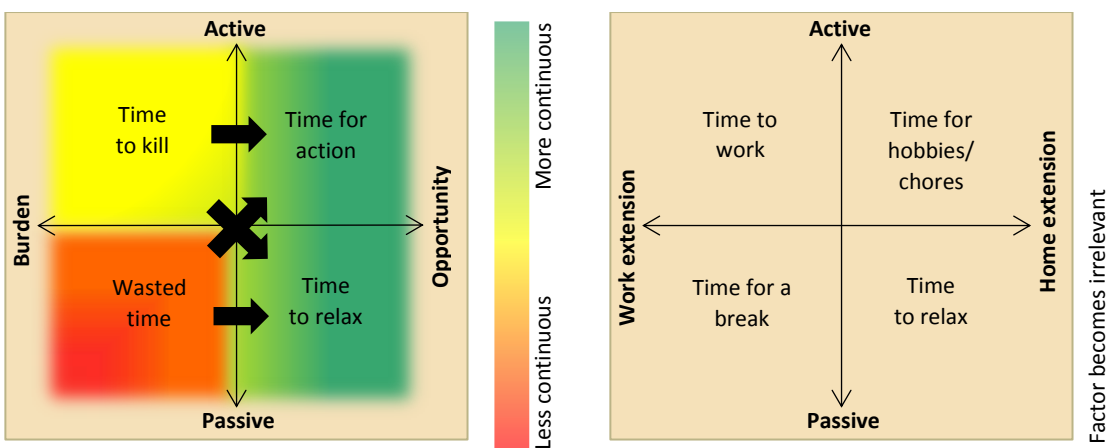 Active
Time
to kill
Time for
action
Burden
Opportunity
Wasted
time
Time
to relax
Passive
More continuous
Less continuous
Active
Time to
work
Time for
hobbies/
chores
Work extension
Home extension
Time for a
break
Time
to relax
Passive
Factor becomes irrelevant